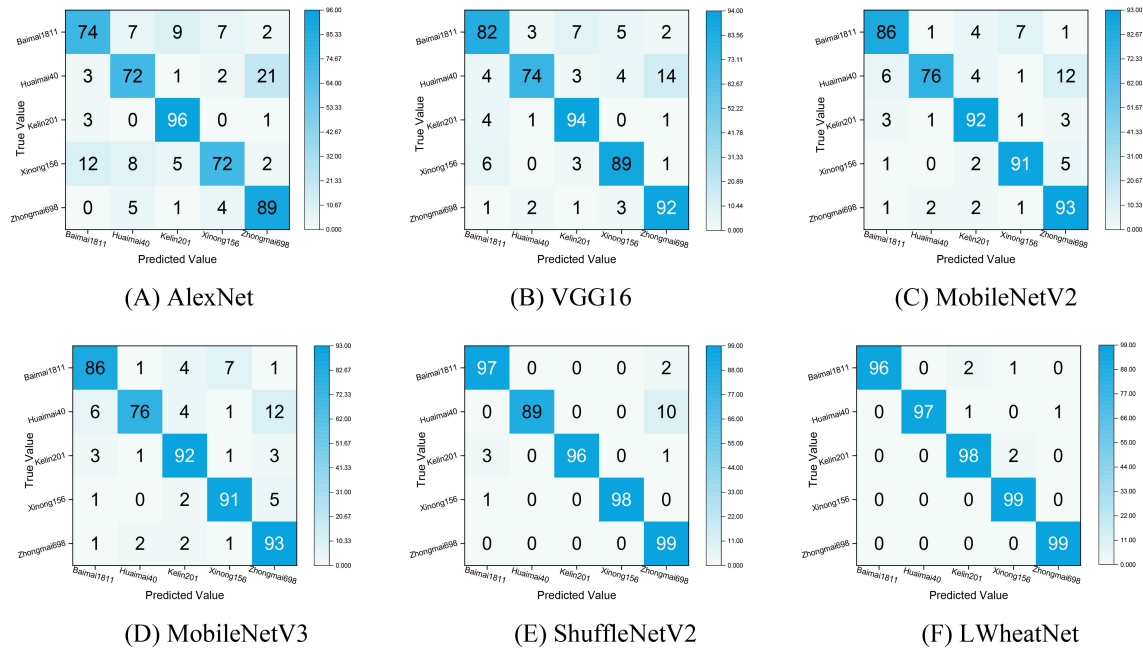 True Value
Baimai1811 74 7 9 7 2
Huaimai40 3 72 1 2 21
Kelin201 3 0 96 0 1
Xinong156 12 8 5 72 2
Zhongmai698 0 5 1 4 89
Baimai1811 Huaimai40 Kelin201 Xinong156 Zhongmai698
Predicted Value
96.00
85.33
74.67
64.00
53.33
42.67
32.00
21.33
10.67
0.000
(A) AlexNet
True Value
Baimai1811 82 3 7 5 2
Huaimai40 4 74 3 4 14
Kelin201 4 1 94 0 1
Xinong156 6 0 3 89 1
Zhongmai698 1 2 1 3 92
Baimai1811 Huaimai40 Kelin201 Xinong156 Zhongmai698
Predicted Value
94.00
83.56
73.11
62.67
52.22
41.78
31.33
20.89
10.44
0.000
(B) VGG16
True Value
Baimai1811 86 1 4 7 1
Huaimai40 6 76 4 1 12
Kelin201 3 1 92 1 3
Xinong156 1 0 2 91 5
Zhongmai698 1 2 2 1 93
Baimai1811 Huaimai40 Kelin201 Xinong156 Zhongmai698
Predicted Value
93.00
82.67
72.33
62.00
51.67
41.33
31.00
20.67
10.33
0.000
(C) MobileNetV2
True Value
Baimai1811 86 1 4 7 1
Huaimai40 6 76 4 1 12
Kelin201 3 1 92 1 3
Xinong156 1 0 2 91 5
Zhongmai698 1 2 2 1 93
Baimai1811 Huaimai40 Kelin201 Xinong156 Zhongmai698
Predicted Value
93.00
82.67
72.33
62.00
51.67
41.33
31.00
20.67
10.33
0.000
(D) MobileNetV3
True Value
Baimai1811 97 0 0 0 2
Huaimai40 0 89 0 0 10
Kelin201 3 0 96 0 1
Xinong156 1 0 0 98 0
Zhongmai698 0 0 0 0 99
Baimai1811 Huaimai40 Kelin201 Xinong156 Zhongmai698
Predicted Value
99.00
88.00
77.00
66.00
55.00
44.00
33.00
22.00
11.00
0.000
(E) ShuffleNetV2
True Value
Baimai1811 96 0 2 1 0
Huaimai40 0 97 1 0 1
Kelin201 0 0 98 2 0
Xinong156 0 0 0 99 0
Zhongmai698 0 0 0 0 99
Baimai1811 Huaimai40 Kelin201 Xinong156 Zhongmai698
Predicted Value
99.00
88.00
77.00
66.00
55.00
44.00
33.00
22.00
11.00
0.000
(F) LWheatNet